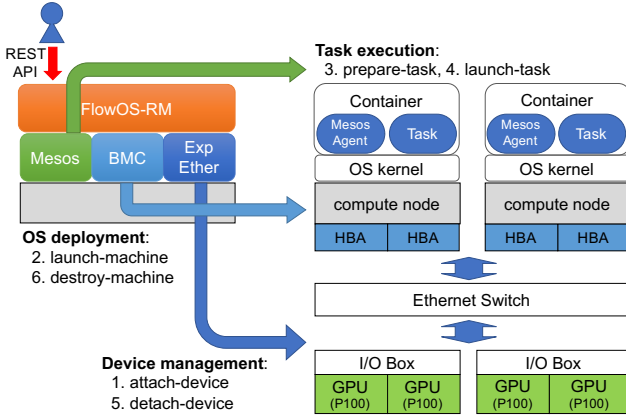 REST
API
FlowOS-RM
Mesos
BMC
Exp
Ether
OS deployment:
2. launch-machine
6. destroy-machine
Device management:
1. attach-device
5. detach-device
Task execution:
3. prepare-task, 4. launch-task
Container
Mesos
Agent
Task
OS kernel
compute node
HBA
HBA
Container
Mesos
Agent
Task
OS kernel
compute node
HBA
HBA
Ethernet Switch
I/O Box
GPU
(P100)
GPU
(P100)
I/O Box
GPU
(P100)
GPU
(P100)